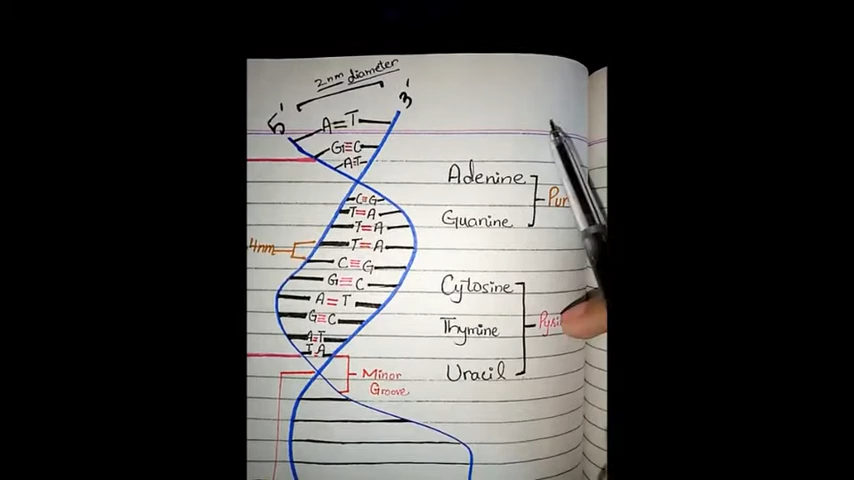 2nm diameter
5'
3'
A=T
G≡C
A=T
C≡G
T=A
T=A
T=A
4nm
C≡G
G≡C
A=T
G≡C
A=T
T=A
Minor
Groove
Adenine
Guanine
Pur
Cytosine
Thymine
Uracil